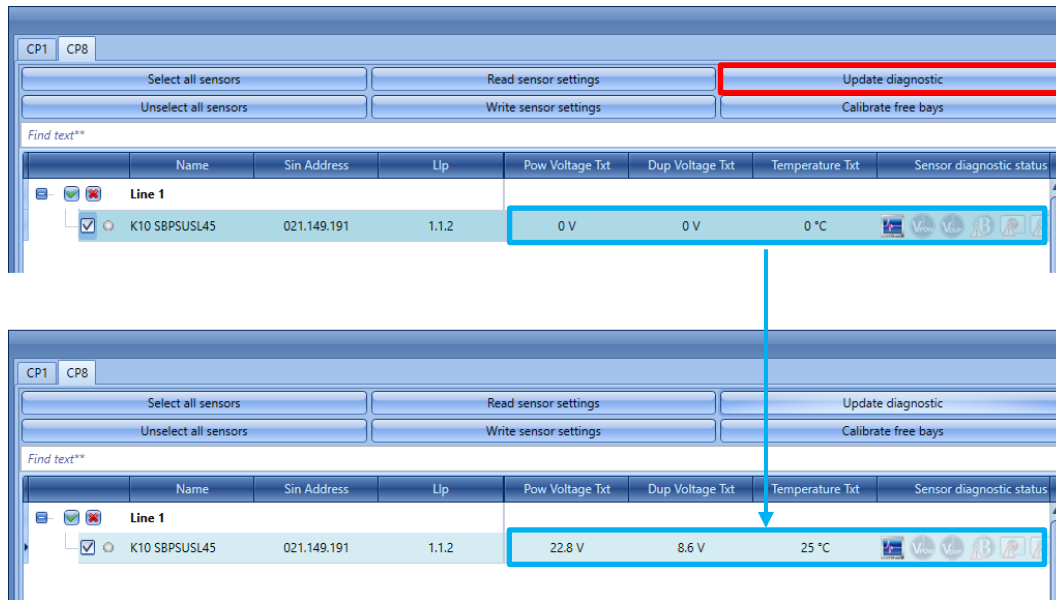 CP1 CP8
Select all sensors Read sensor settings Update diagnostic
Unselect all sensors Write sensor settings Calibrate free bays
Find text**
Name Sin Address Llp Pow Voltage Txt Dup Voltage Txt Temperature Txt Sensor diagnostic status
Line 1
K10 SBPSUSL45 021.149.191 1.1.2 0 V 0 V 0 °C
CP1 CP8
Select all sensors Read sensor settings Update diagnostic
Unselect all sensors Write sensor settings Calibrate free bays
Find text**
Name Sin Address Llp Pow Voltage Txt Dup Voltage Txt Temperature Txt Sensor diagnostic status
Line 1
K10 SBPSUSL45 021.149.191 1.1.2 22.8 V 8.6 V 25 °C